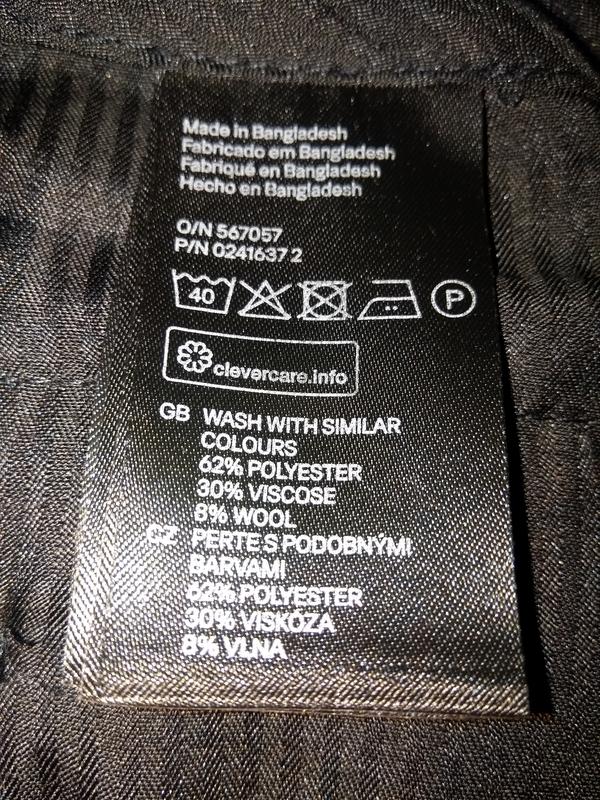 Made in Bangladesh
Fabricado em Bangladesh
Fabriqué en Bangladesh
Hecho en Bangladesh
O/N 567057
P/N 0241637 2
40 P
clevercare.info
GB WASH WITH SIMILAR
COLOURS
62% POLYESTER
30% VISCOSE
8% WOOL
CZ PERTE S PODOBNÝMI
BARVAMI
62% POLYESTER
30% VISKÓZA
8% VLNA